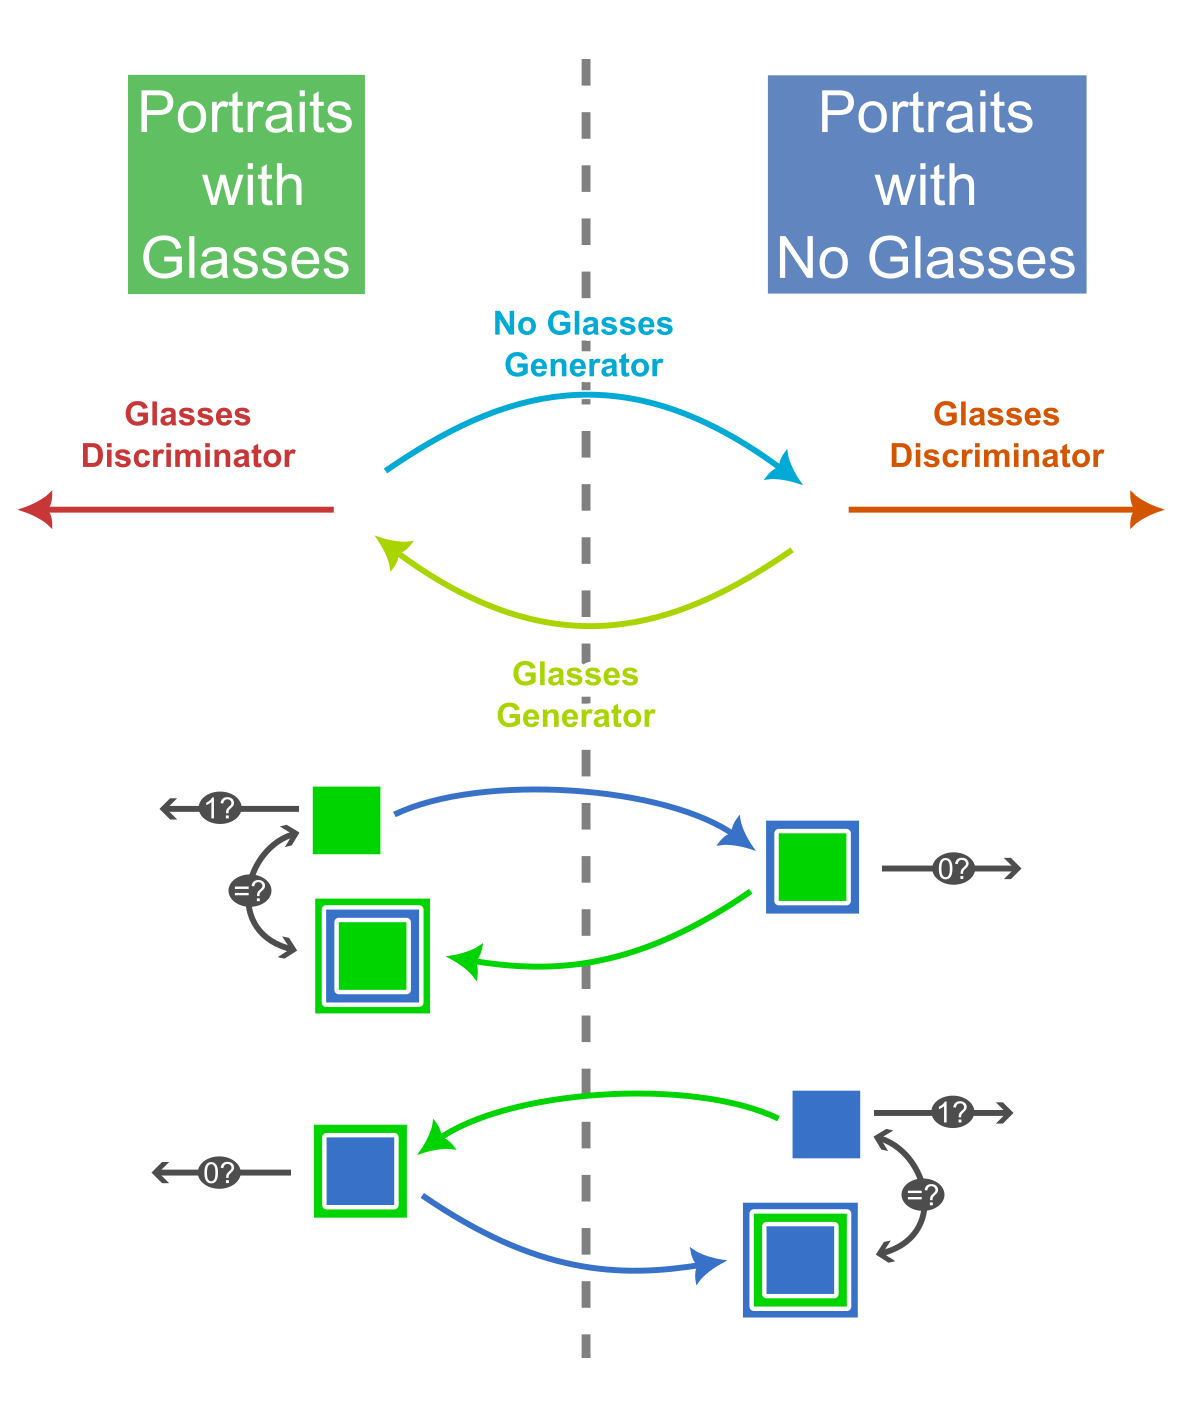 Portraits
with
Glasses
Portraits
with
No Glasses
No Glasses
Generator
Glasses
Discriminator
Glasses
Discriminator
Glasses
Generator
1?
=?
0?
1?
0?
=?